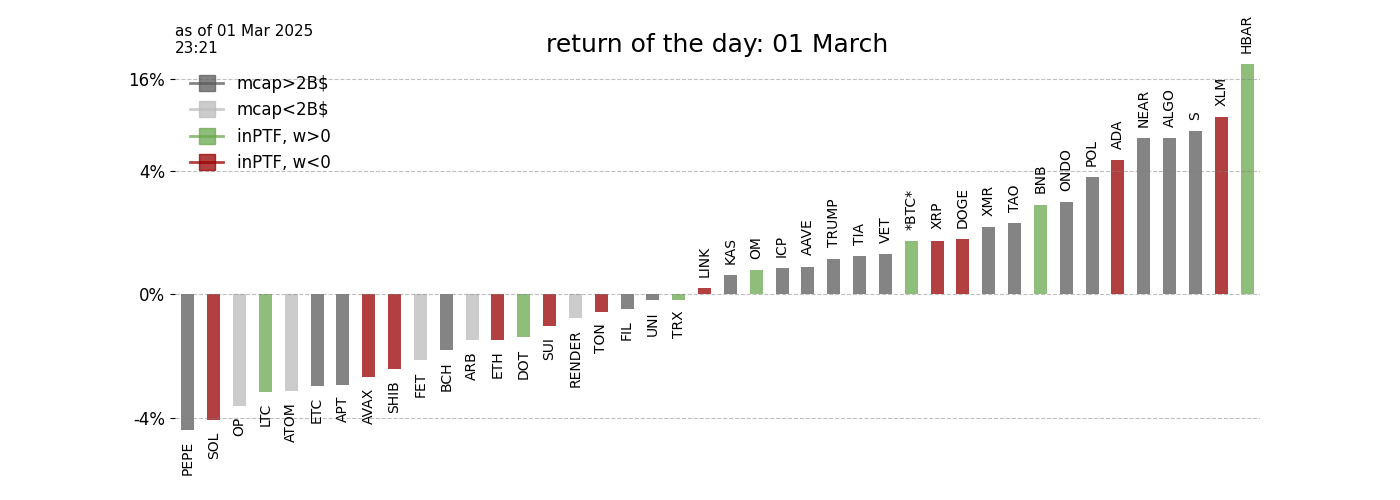 as of 01 Mar 2025
23:21
return of the day: 01 March
mcap>2B$
mcap<2B$
inPTF, w>0
inPTF, w<0
16%
4%
0%
-4%
PEPE
SOL
OP
LTC
ATOM
ETC
APT
AVAX
SHIB
FET
BCH
ARB
ETH
DOT
SUI
RENDER
TON
FIL
UNI
TRX
LINK
KAS
OM
ICP
AAVE
TRUMP
TIA
VET
*BTC*
XRP
DOGE
XMR
TAO
BNB
ONDO
POL
ADA
NEAR
ALGO
S
XLM
HBAR